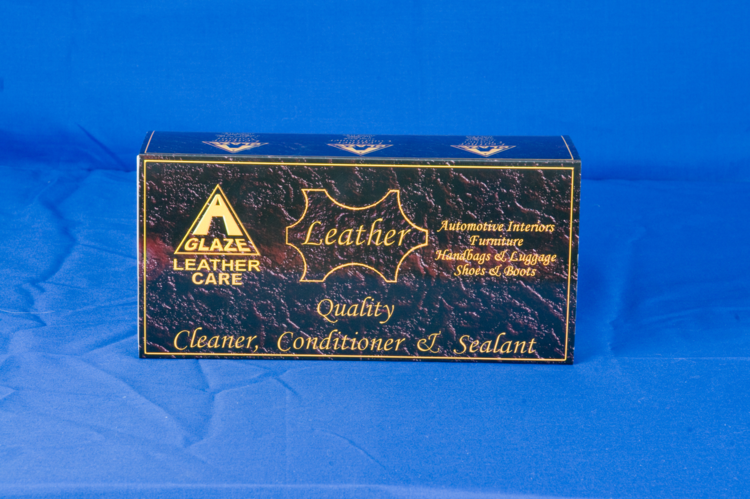 A
GLAZE
LEATHER
CARE
Leather
Automotive Interiors
Furniture
Handbags & Luggage
Shoes & Boots
Quality
Cleaner, Conditioner & Sealant